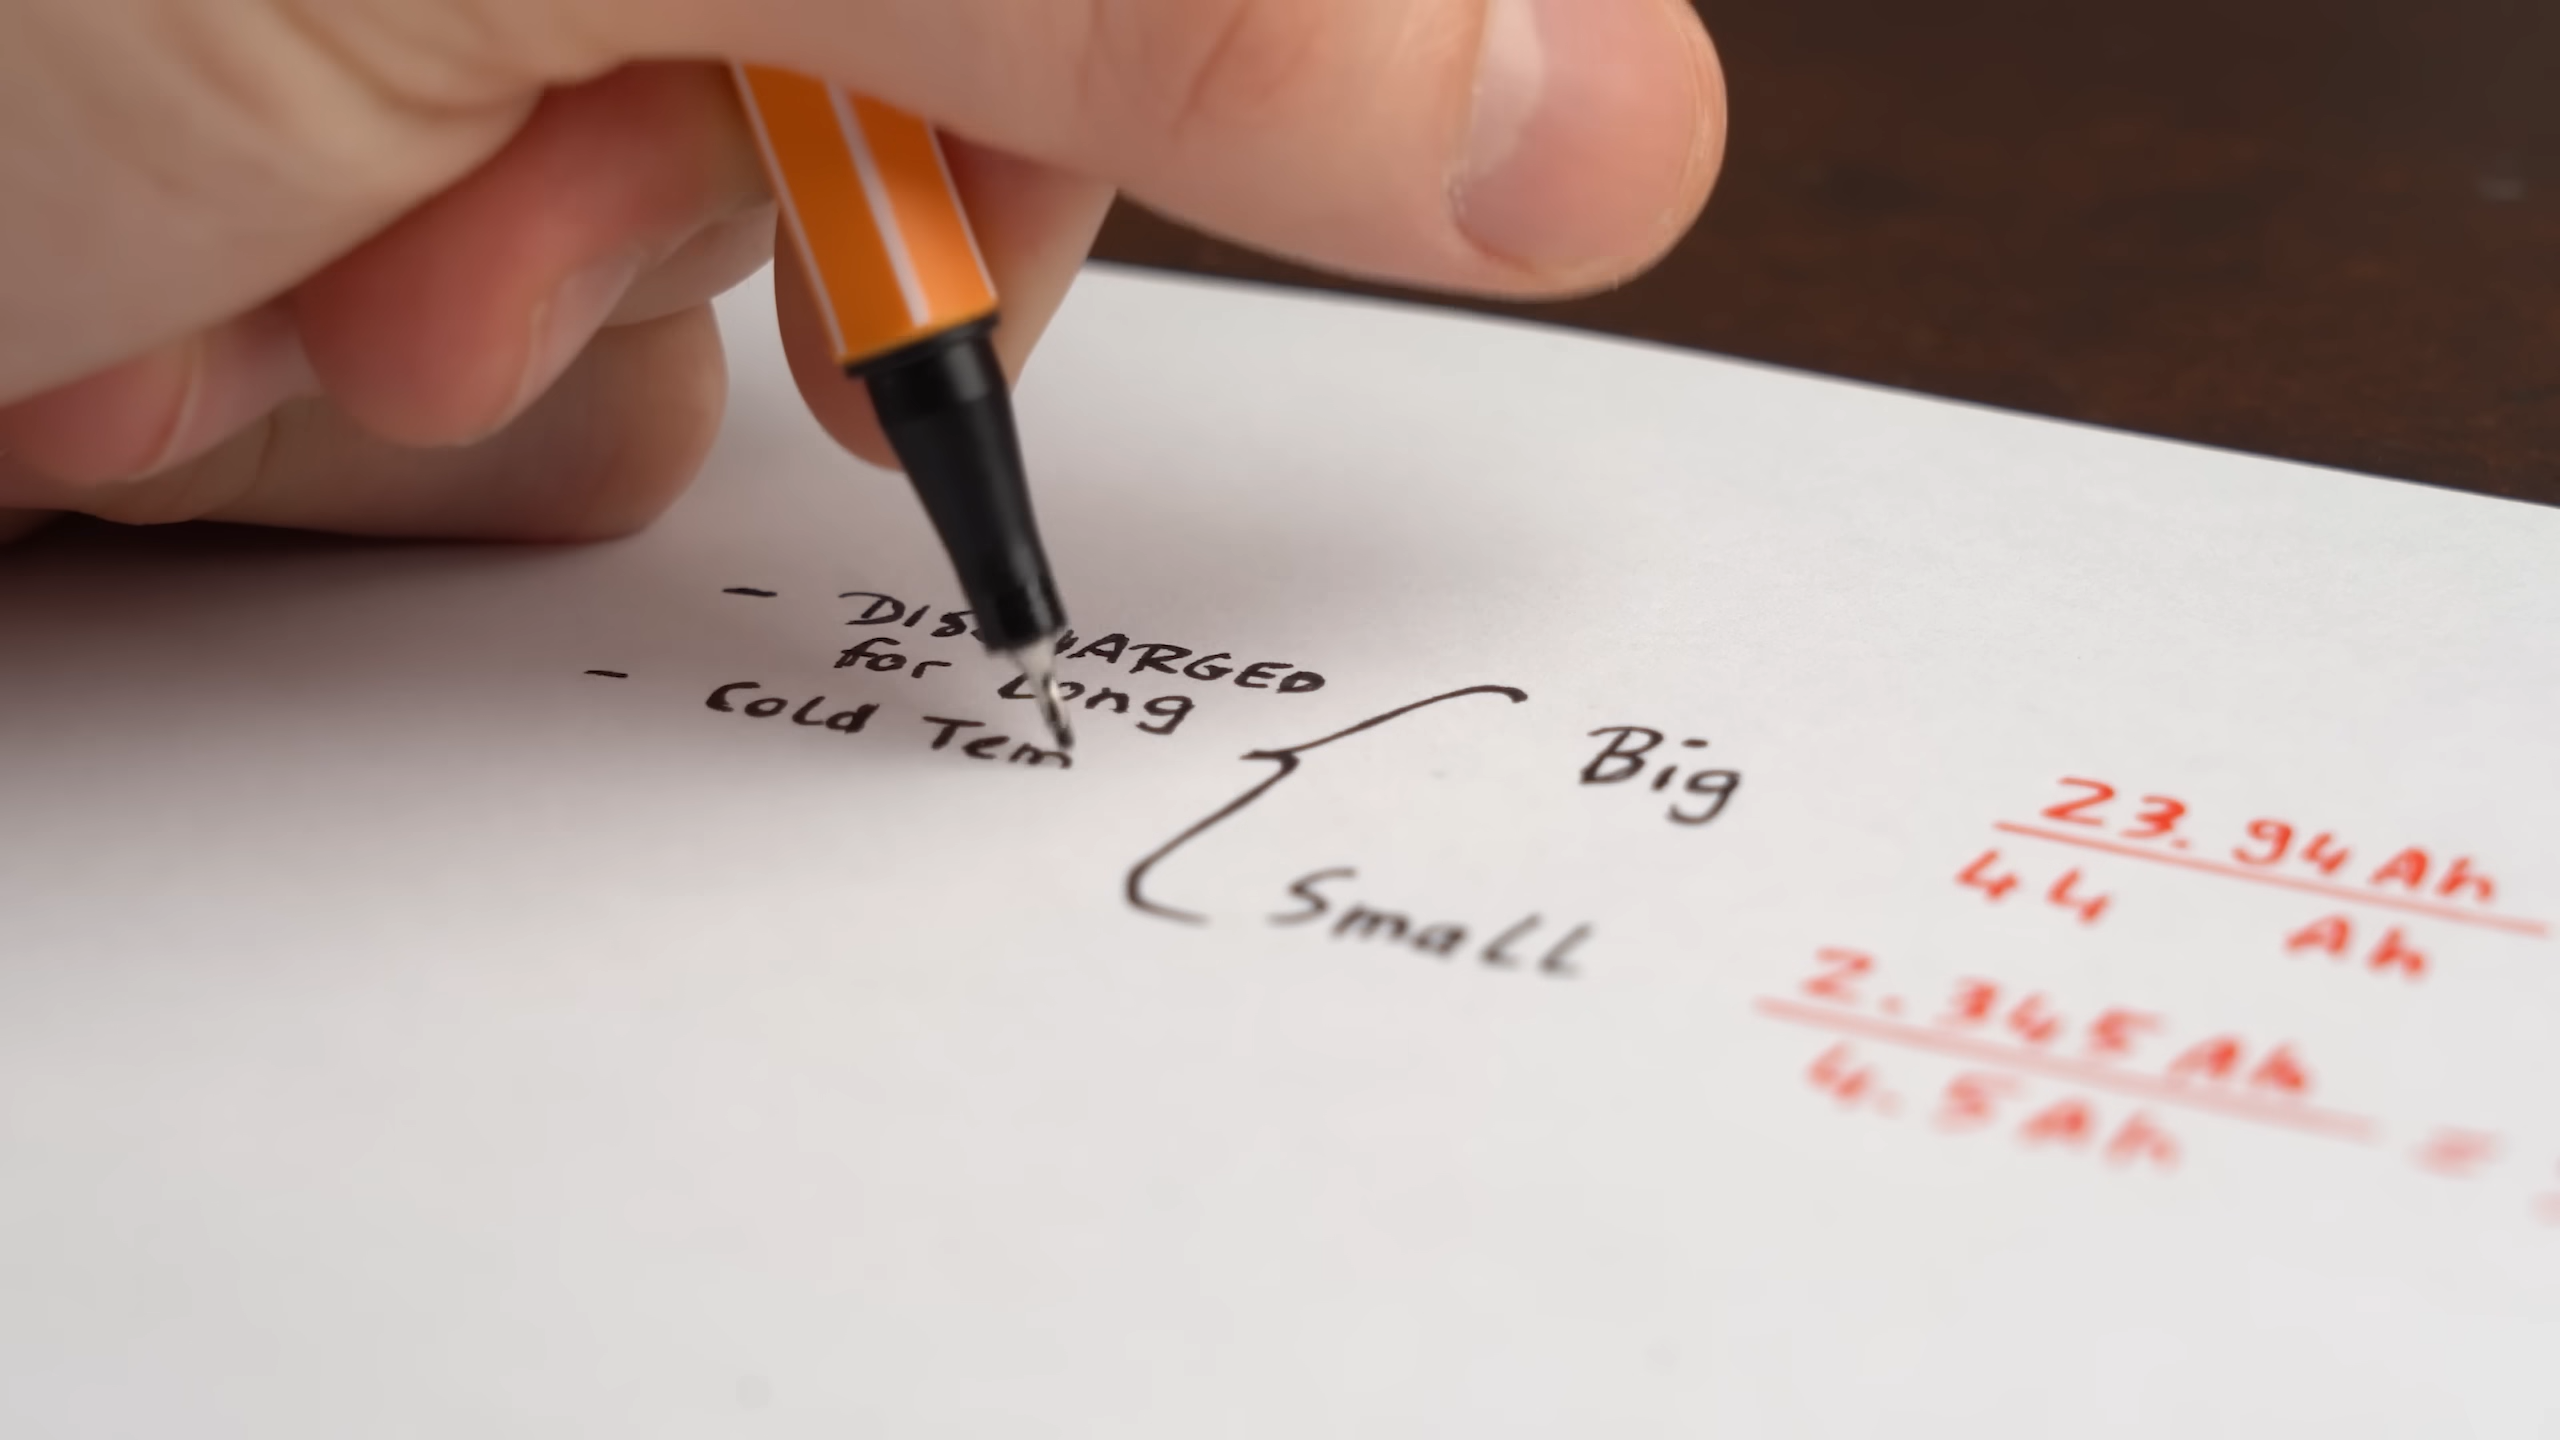 - DISCHARGED
for Long
- Cold Tem
Big
Small
23.94Ah
44 Ah
2.345Ah
4.5Ah =